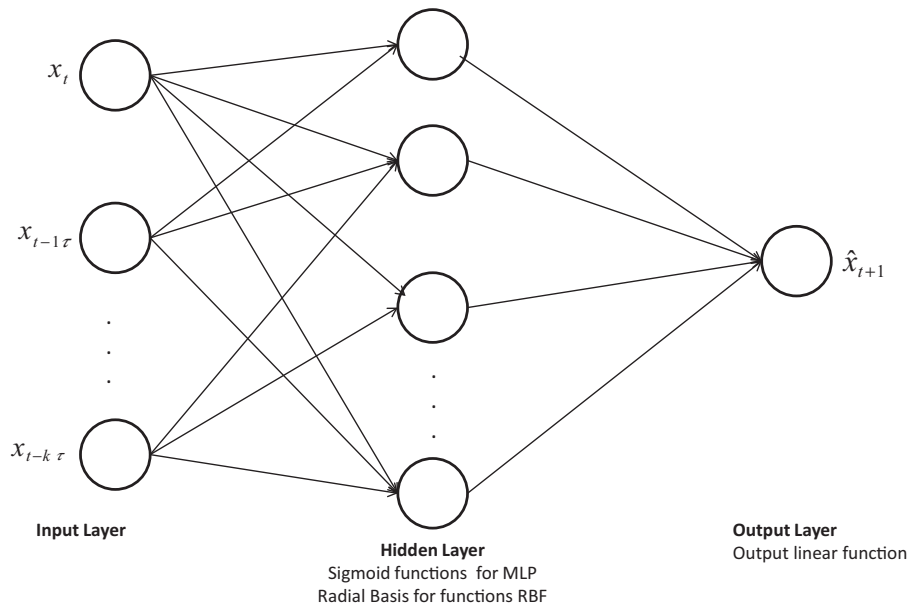 x_t
x_{t-1τ}
.
.
.
x_{t-kτ}
.
.
.
x̂_{t+1}
Input Layer
Hidden Layer
Sigmoid functions for MLP
Radial Basis for functions RBF
Output Layer
Output linear function